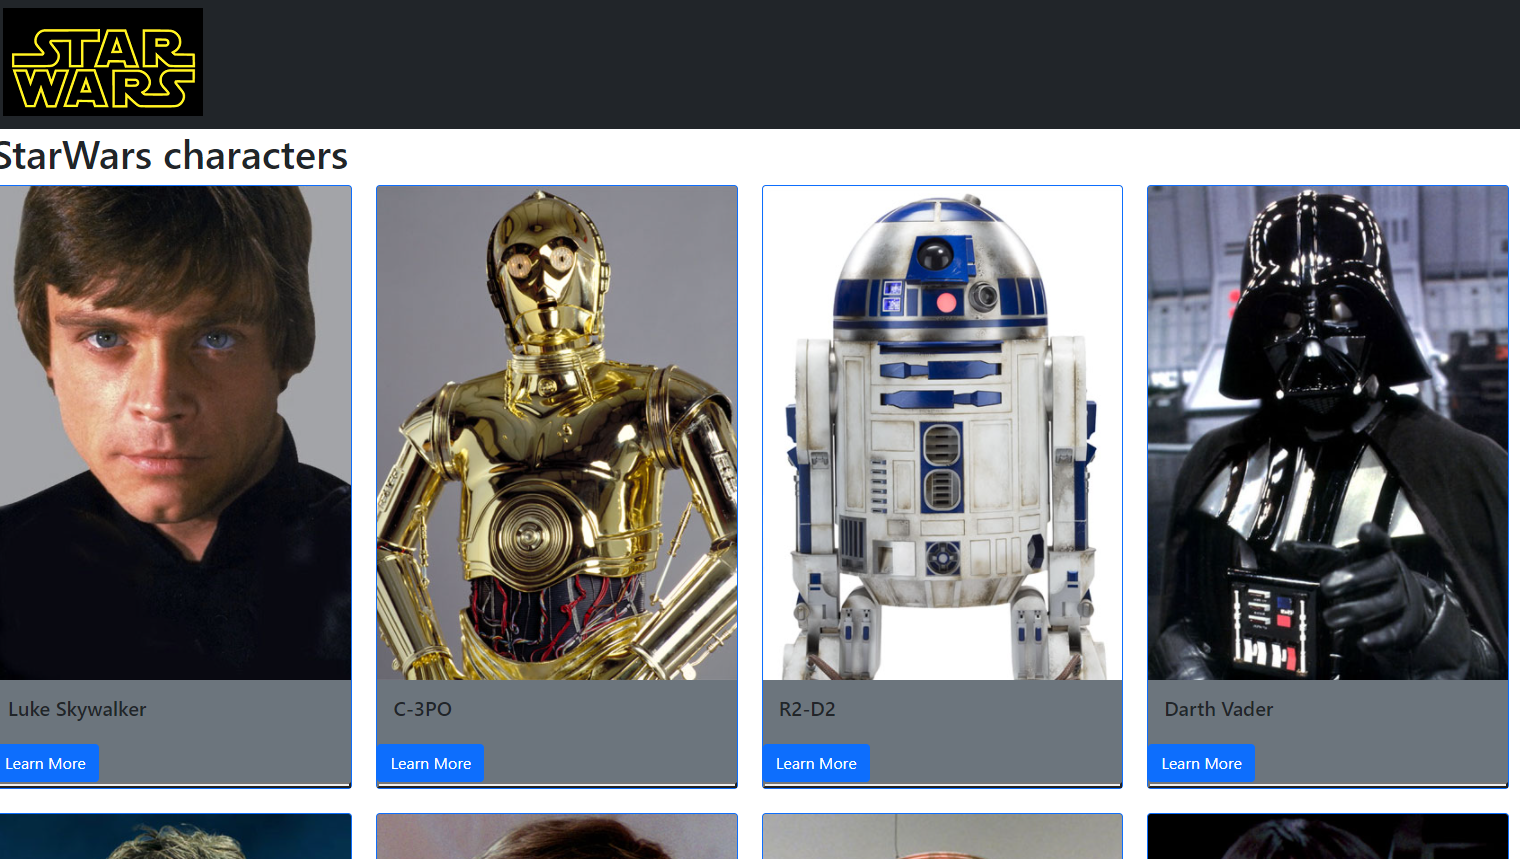 STAR
WARS
StarWars characters
Luke Skywalker
C-3PO
R2-D2
Darth Vader
Learn More
Learn More
Learn More
Learn More